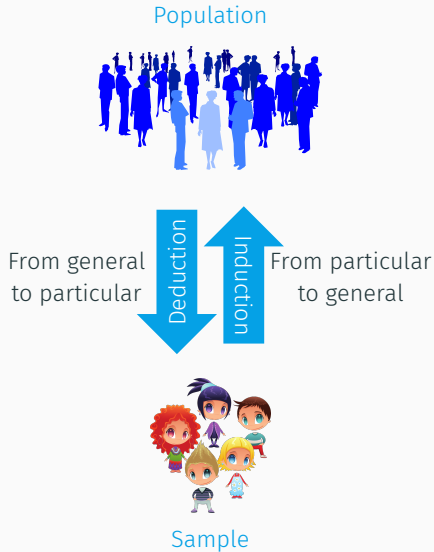 Population
From general
to particular
Deduction
Induction
From particular
to general
Sample